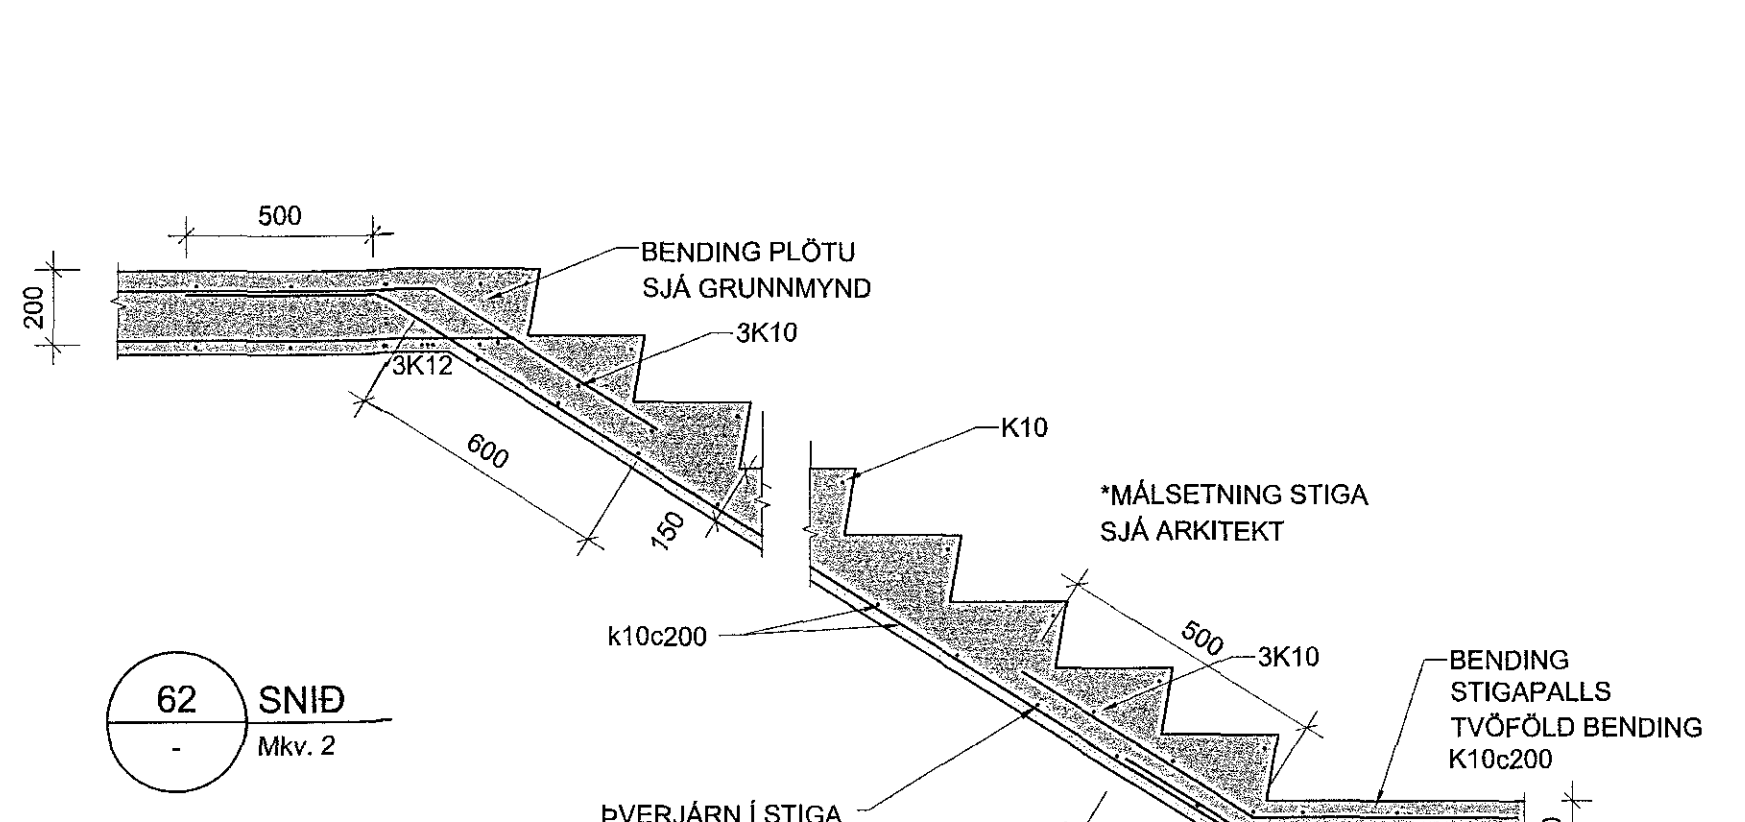 500
BENDING PLÖTU
SJÁ GRUNNMYND
200
3K10
3K12
600
K10
150
*MÁLSETNING STIGA
SJÁ ARKITEKT
k10c200
500
3K10
BENDING
STIGAPALLS
TVÖFÖLD BENDING
K10c200
62
SNIÐ
-
Mkv. 2
ÞVERJÁRN Í STIGA